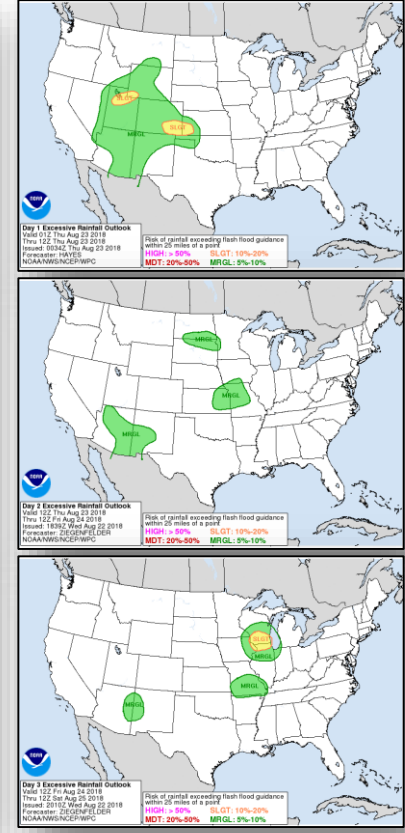 SLGT
SLGT
MRGL
NOAA
Day 1 Excessive Rainfall Outlook
Valid 01Z Thu Aug 23 2018
Thru 12Z Thu Aug 23 2018
Issued: 0034Z Thu Aug 23 2018
Forecaster: HAYES
NOAA/NWS/NCEP/WPC
Risk of rainfall exceeding flash flood guidance
within 25 miles of a point
HIGH: > 50% SLGT: 10%-20%
MDT: 20%-50% MRGL: 5%-10%
MRGL
MRGL
MRGL
NOAA
Day 2 Excessive Rainfall Outlook
Valid 12Z Thu Aug 23 2018
Thru 12Z Fri Aug 24 2018
Issued: 1839Z Wed Aug 22 2018
Forecaster: ZIEGENFELDER
NOAA/NWS/NCEP/WPC
Risk of rainfall exceeding flash flood guidance
within 25 miles of a point
HIGH: > 50% SLGT: 10%-20%
MDT: 20%-50% MRGL: 5%-10%
SLGT
MRGL
MRGL
MRGL
NOAA
Day 3 Excessive Rainfall Outlook
Valid 12Z Fri Aug 24 2018
Thru 12Z Sat Aug 25 2018
Issued: 2010Z Wed Aug 22 2018
Forecaster: ZIEGENFELDER
NOAA/NWS/NCEP/WPC
Risk of rainfall exceeding flash flood guidance
within 25 miles of a point
HIGH: > 50% SLGT: 10%-20%
MDT: 20%-50% MRGL: 5%-10%